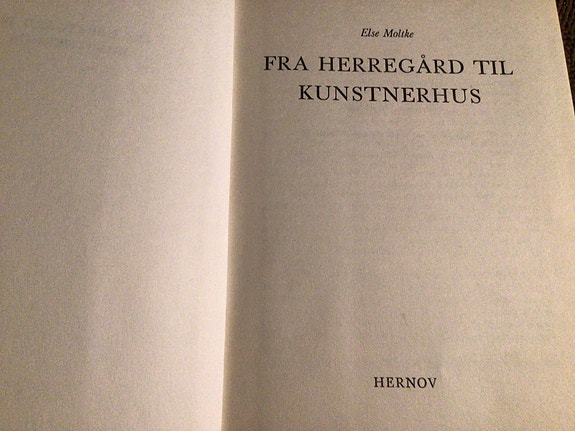 Else Moltke
FRA HERREGÅRD TIL
KUNSTNERHUS
HERNOV